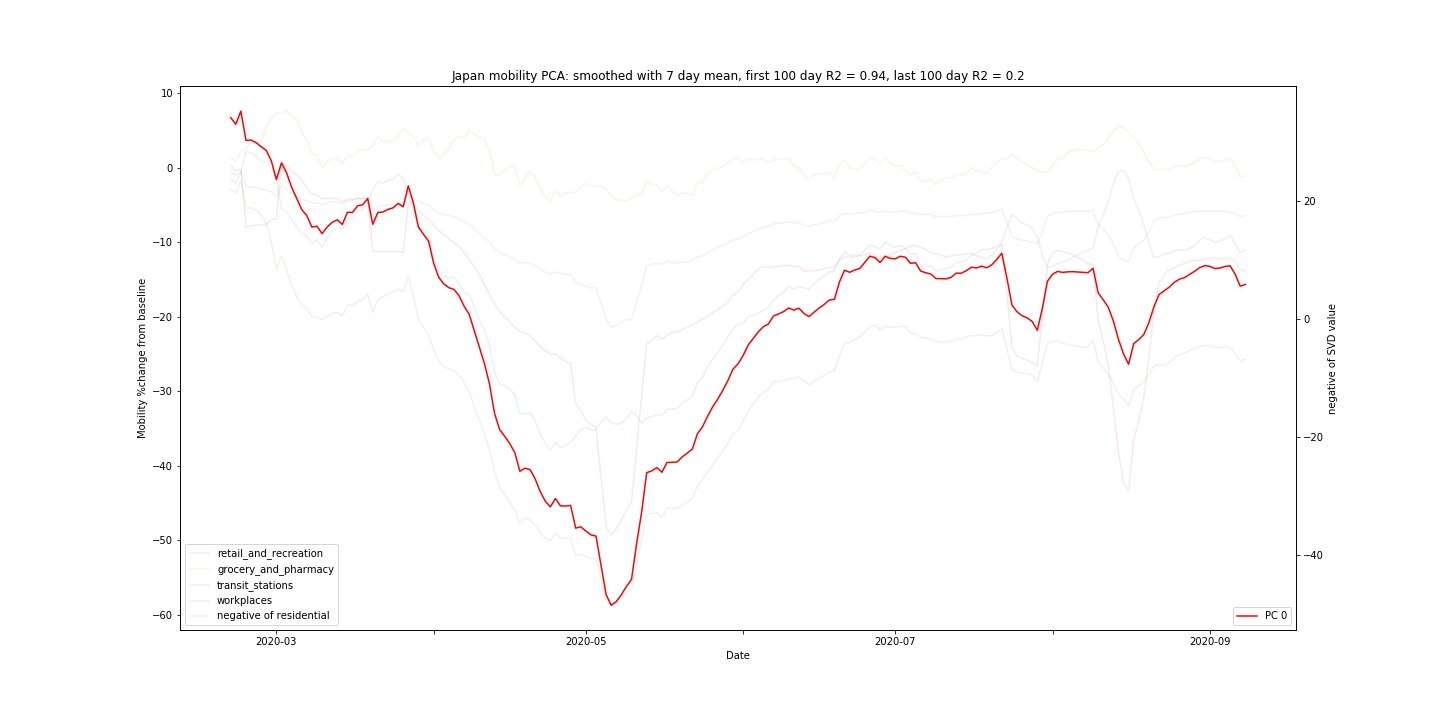 Japan mobility PCA: smoothed with 7 day mean, first 100 day R2 = 0.94, last 100 day R2 = 0.2
10
0
−10
−20
−30
−40
−50
−60
Mobility %change from baseline
20
0
−20
−40
negative of SVD value
retail_and_recreation
grocery_and_pharmacy
transit_stations
workplaces
negative of residential
PC 0
2020-03
2020-05
2020-07
2020-09
Date